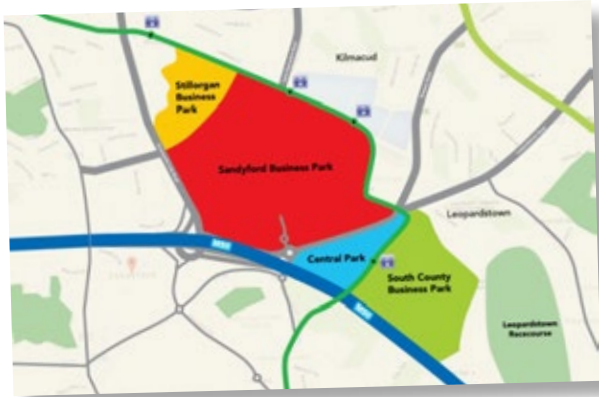 Kilmacud
Stillorgan
Business
Park
Sandyford Business Park
Leopardstown
Central Park
South County
Business Park
M50
M50
Leopardstown
Racecourse